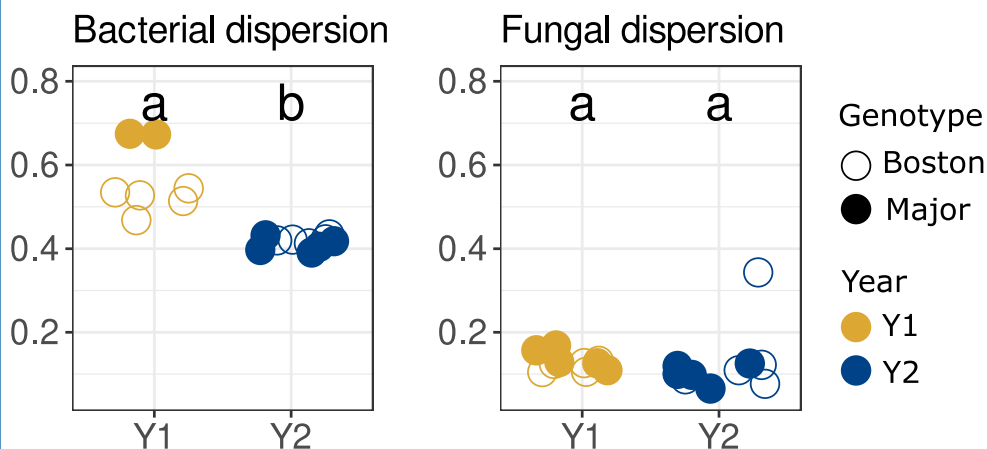 Bacterial dispersion
0.8
0.6
0.4
0.2
a
b
Y1
Y2
Fungal dispersion
0.8
0.6
0.4
0.2
a
a
Y1
Y2
Genotype
Boston
Major
Year
Y1
Y2